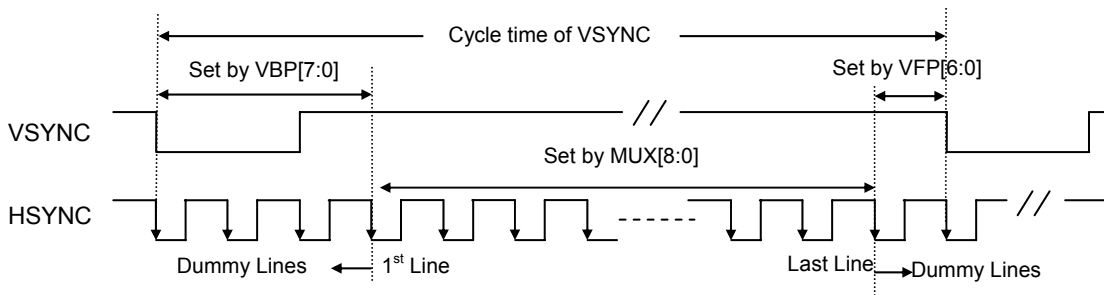 Cycle time of VSYNC
Set by VBP[7:0]
Set by VFP[6:0]
VSYNC
Set by MUX[8:0]
HSYNC
Dummy Lines
1st Line
Last Line
Dummy Lines